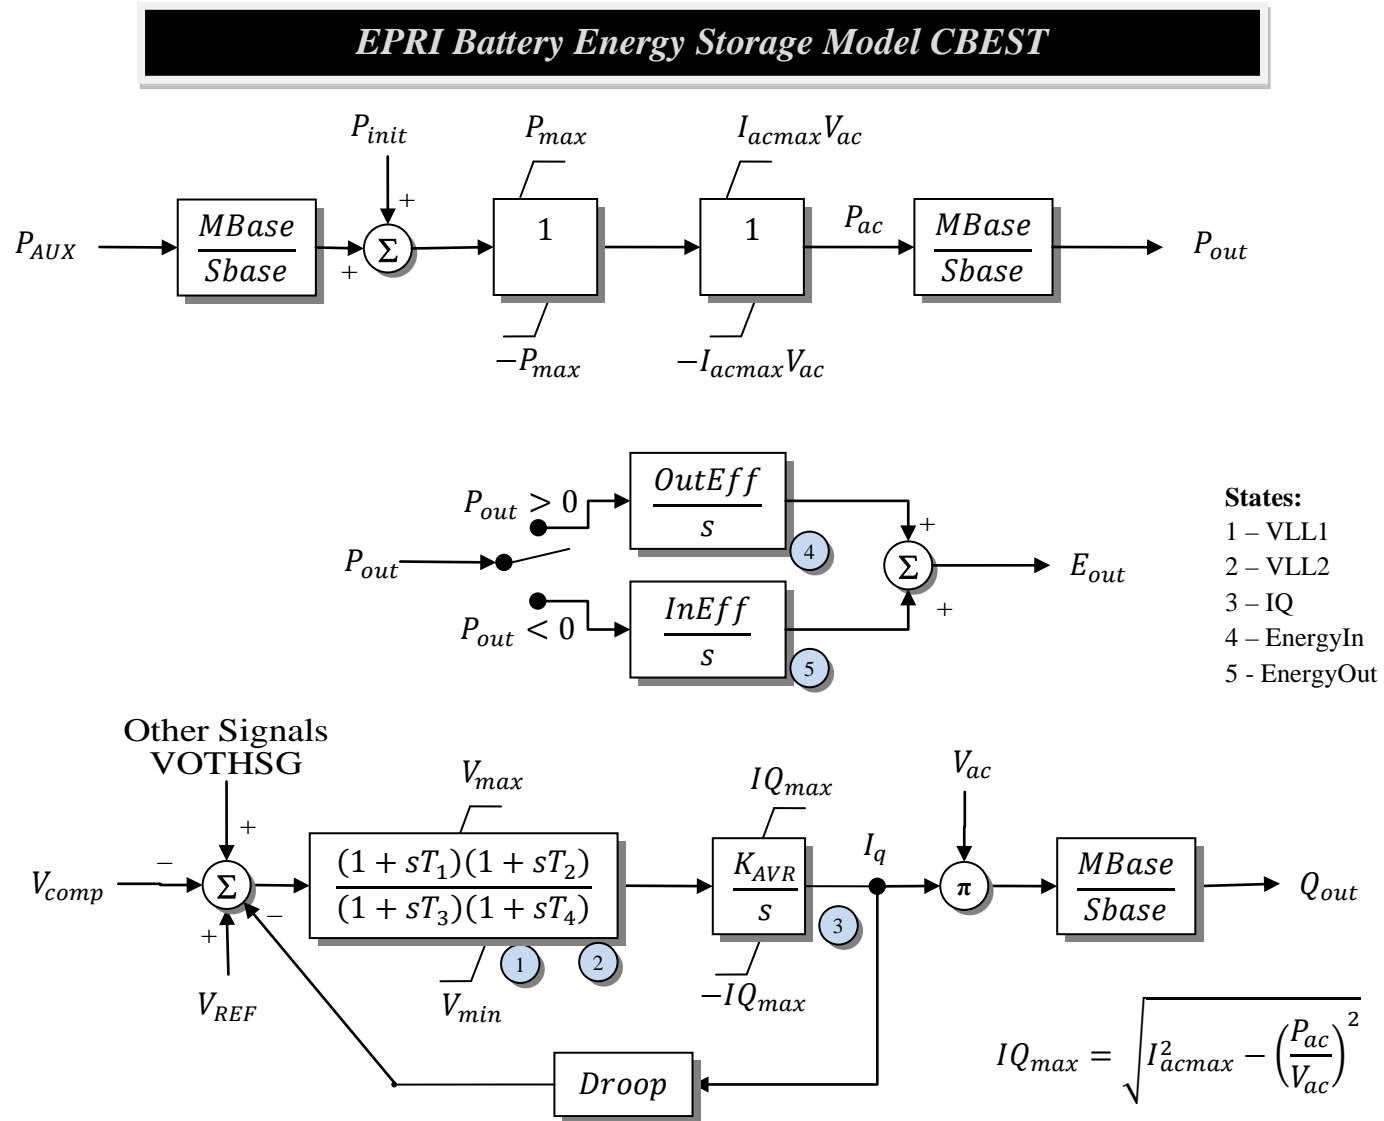 EPRI Battery Energy Storage Model CBEST
P_init
P_max
I_acmax V_ac
+
P_AUX
MBase
Sbase
+
Σ
1
1
P_ac
MBase
Sbase
P_out
−P_max
−I_acmax V_ac
P_out > 0
OutEff
s
4
+
P_out
Σ
E_out
P_out < 0
InEff
s
5
+
States:
1 – VLL1
2 – VLL2
3 – IQ
4 – EnergyIn
5 - EnergyOut
Other Signals
VOTHSG
V_max
IQ_max
V_ac
+
−
V_comp
Σ
(1 + sT_1)(1 + sT_2)
(1 + sT_3)(1 + sT_4)
K_AVR
s
I_q
π
MBase
Sbase
Q_out
−
+
1
2
3
V_REF
V_min
−IQ_max
Droop
IQ_max = √(I²_acmax − (P_ac/V_ac)²)